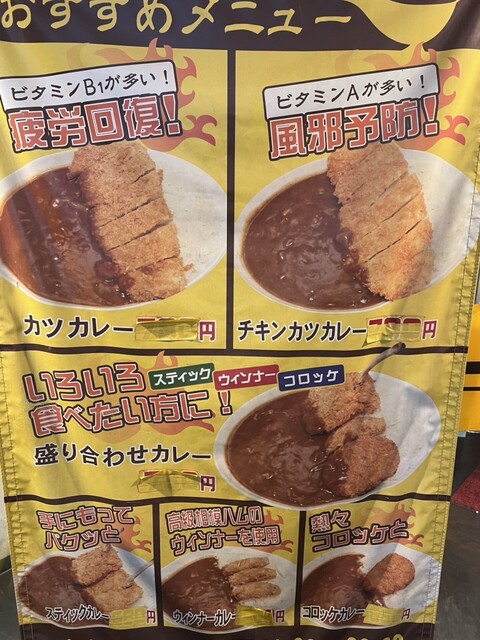 おすすめメニュー
ビタミンB1が多い!
疲労回復!
ビタミンAが多い!
風邪予防!
カツカレー 円
チキンカツカレー 円
いろいろ
食べたい方に!
スティック ウィンナー コロッケ
盛り合わせカレー
円
手にもって
パクッと
高級相模ハムの
ウィンナーを使用
熱々
コロッケと
スティックカレー 円
ウィンナーカレー 円
コロッケカレー 円